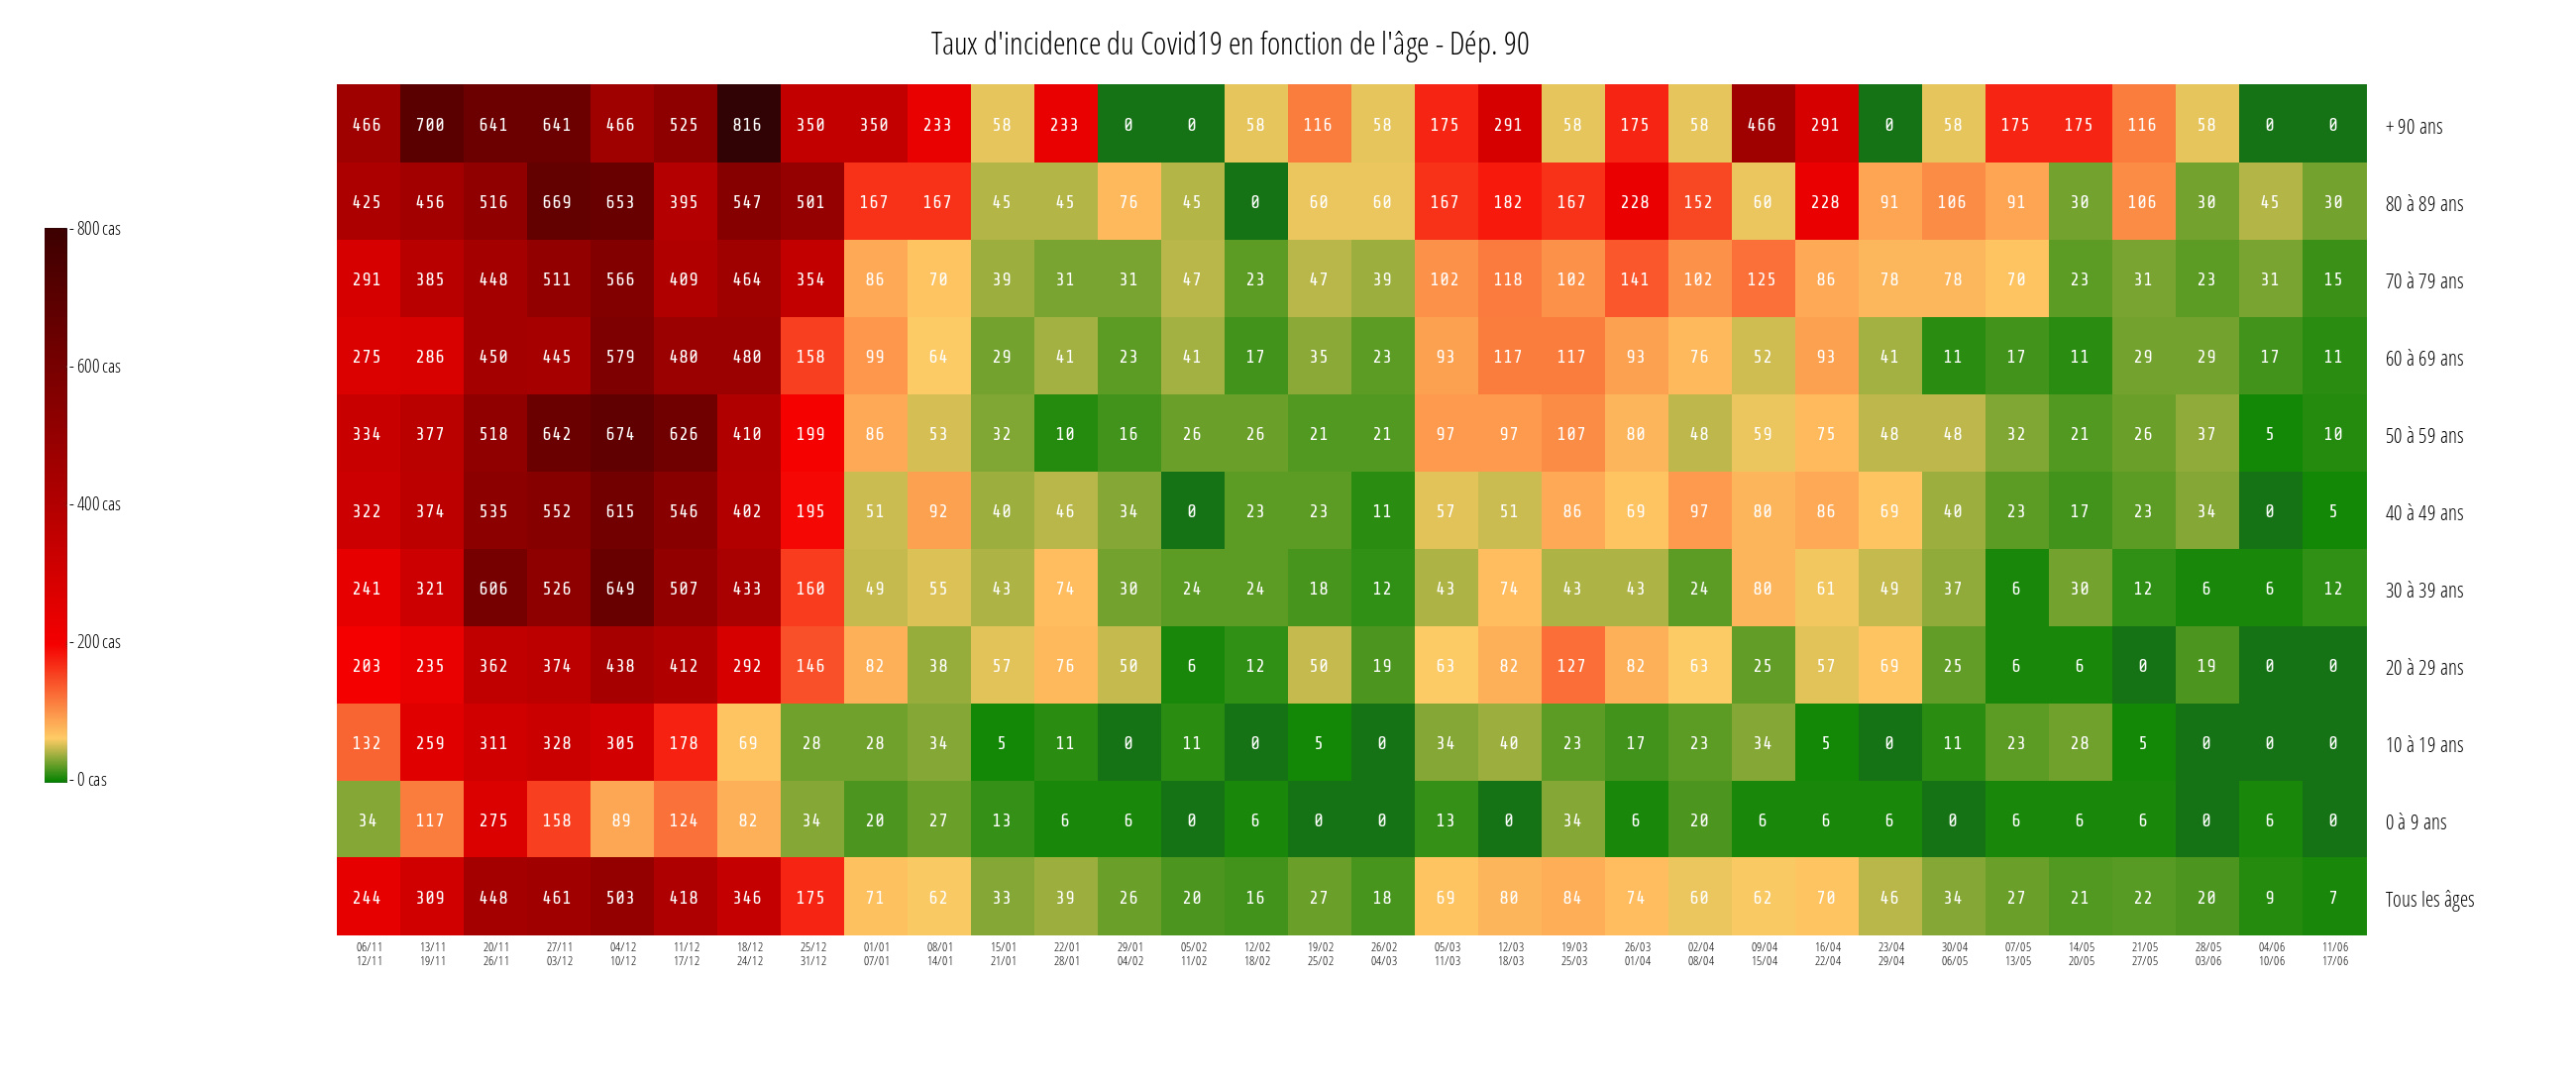 Taux d'incidence du Covid19 en fonction de l'âge - Dép. 90
466 700 641 641 466 525 816 350 350 233 58 233 0 0 58 116 58 175 291 58 175 58 466 291 0 58 175 175 116 58 0 0 + 90 ans
425 456 516 669 653 395 547 501 167 167 45 45 76 45 0 60 60 167 182 167 228 152 60 228 91 106 91 30 106 30 45 30 80 à 89 ans
- 800 cas
291 385 448 511 566 409 464 354 86 70 39 31 31 47 23 47 39 102 118 102 141 102 125 86 78 78 70 23 31 23 31 15 70 à 79 ans
275 286 450 445 579 480 480 158 99 64 29 41 23 41 17 35 23 93 117 117 93 76 52 93 41 11 17 11 29 29 17 11 60 à 69 ans
- 600 cas
334 377 518 642 674 626 410 199 86 53 32 10 16 26 26 21 21 97 97 107 80 48 59 75 48 48 32 21 26 37 5 10 50 à 59 ans
- 400 cas
322 374 535 552 615 546 402 195 51 92 40 46 34 0 23 23 11 57 51 86 69 97 80 86 69 40 23 17 23 34 0 5 40 à 49 ans
241 321 606 526 649 507 433 160 49 55 43 74 30 24 24 18 12 43 74 43 43 24 80 61 49 37 6 30 12 6 6 12 30 à 39 ans
- 200 cas
203 235 362 374 438 412 292 146 82 38 57 76 50 6 12 50 19 63 82 127 82 63 25 57 69 25 6 6 0 19 0 0 20 à 29 ans
132 259 311 328 305 178 69 28 28 34 5 11 0 11 0 5 0 34 40 23 17 23 34 5 0 11 23 28 5 0 0 0 10 à 19 ans
- 0 cas
34 117 275 158 89 124 82 34 20 27 13 6 6 0 6 0 0 13 0 34 6 20 6 6 6 0 6 6 6 0 6 0 0 à 9 ans
244 309 448 461 503 418 346 175 71 62 33 39 26 20 16 27 18 69 80 84 74 60 62 70 46 34 27 21 22 20 9 7 Tous les âges
06/11 13/11 20/11 27/11 04/12 11/12 18/12 25/12 01/01 08/01 15/01 22/01 29/01 05/02 12/02 19/02 26/02 05/03 12/03 19/03 26/03 02/04 09/04 16/04 23/04 30/04 07/05 14/05 21/05 28/05 04/06 11/06
12/11 19/11 26/11 03/12 10/12 17/12 24/12 31/12 07/01 14/01 21/01 28/01 04/02 11/02 18/02 25/02 04/03 11/03 18/03 25/03 01/04 08/04 15/04 22/04 29/04 06/05 13/05 20/05 27/05 03/06 10/06 17/06